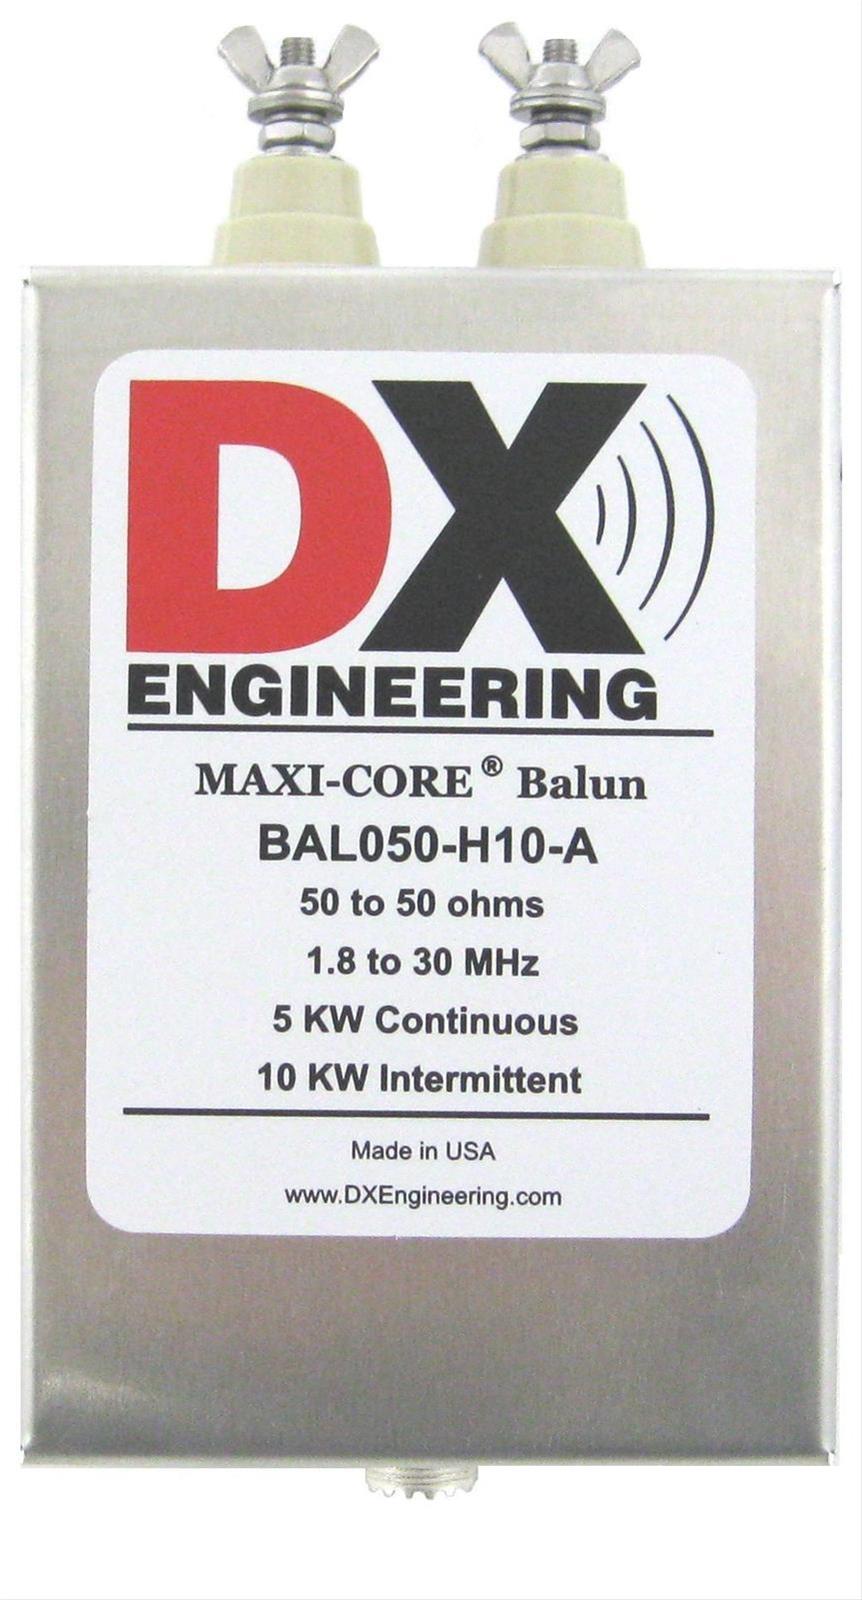 DX
ENGINEERING
MAXI-CORE® Balun
BAL050-H10-A
50 to 50 ohms
1.8 to 30 MHz
5 KW Continuous
10 KW Intermittent
Made in USA
www.DXEngineering.com